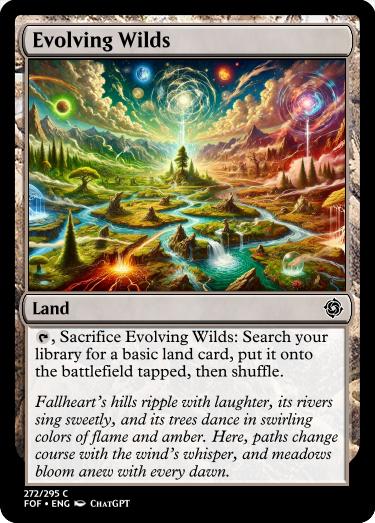 Evolving Wilds
Land
, Sacrifice Evolving Wilds: Search your
library for a basic land card, put it onto
the battlefield tapped, then shuffle.
Fallheart's hills ripple with laughter, its rivers
sing sweetly, and its trees dance in swirling
colors of flame and amber. Here, paths change
course with the wind's whisper, and meadows
bloom anew with every dawn.
272/295 C
FOF • ENG ChatGPT